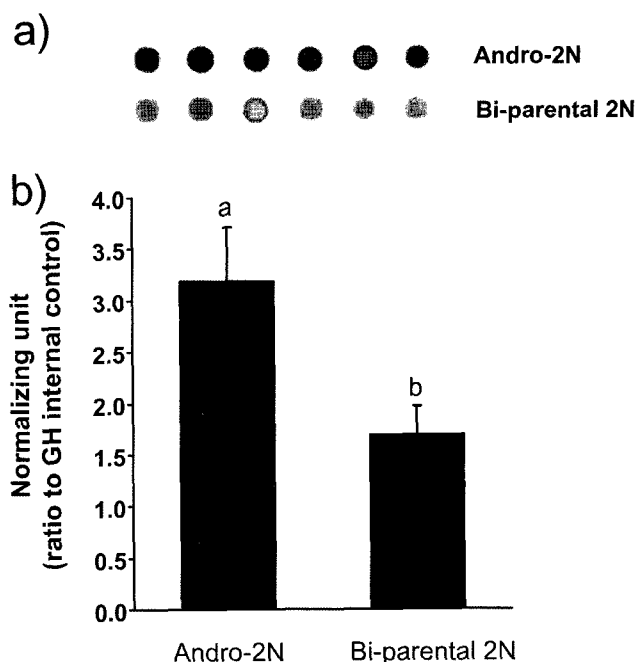 a)
Andro-2N
Bi-parental 2N
b)
Normalizing unit
(ratio to GH internal control)
4.0
3.5
3.0
2.5
2.0
1.5
1.0
0.5
0.0
a
b
Andro-2N
Bi-parental 2N